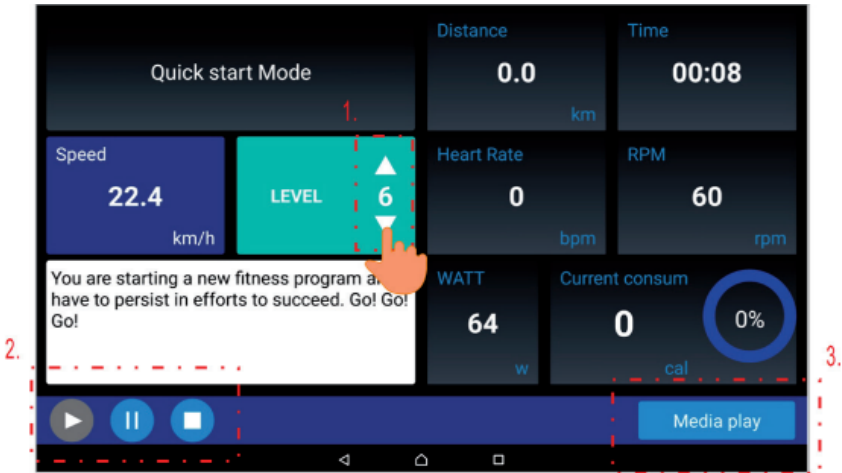 Quick start Mode
Distance
0.0
km
Time
00:08
1.
Speed
22.4
km/h
LEVEL
6
Heart Rate
0
bpm
RPM
60
rpm
You are starting a new fitness program a
have to persist in efforts to succeed. Go! Go!
Go!
WATT
64
w
Current consum
0
cal
0%
2.
3.
Media play